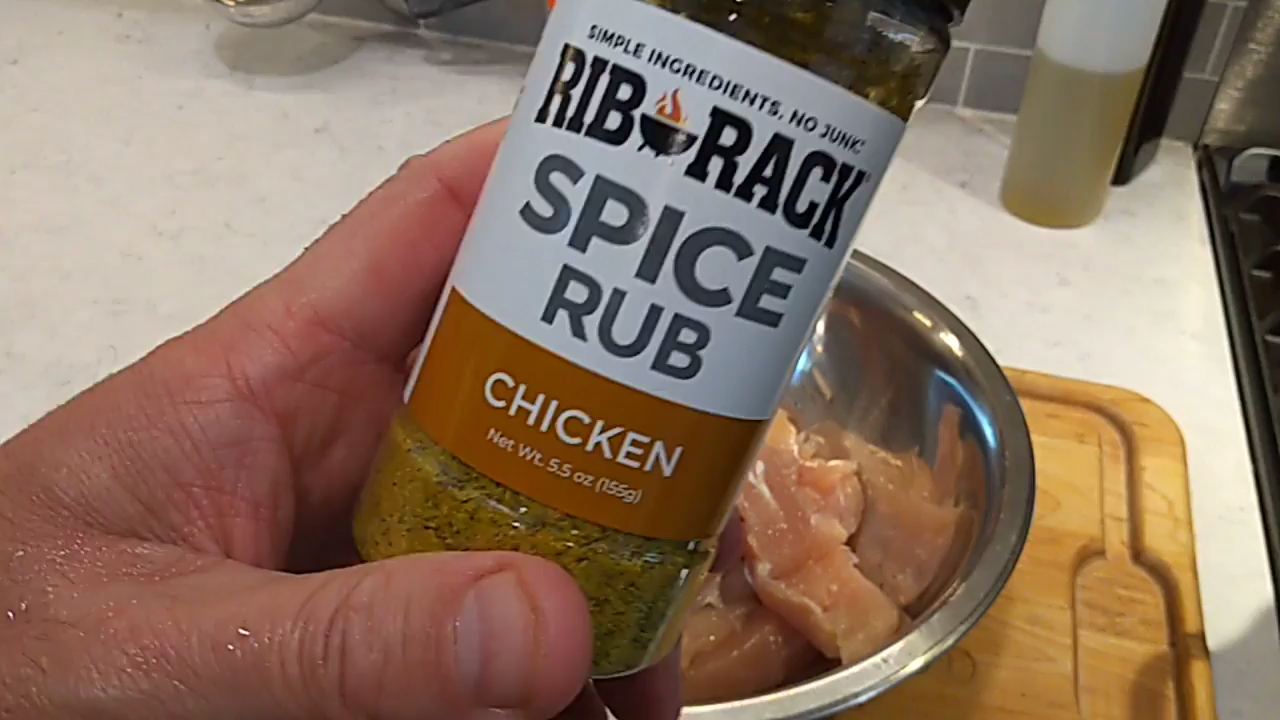 SIMPLE INGREDIENTS, NO JUNK!
RIB RACK
SPICE
RUB
CHICKEN
Net Wt. 5.5 oz (155g)